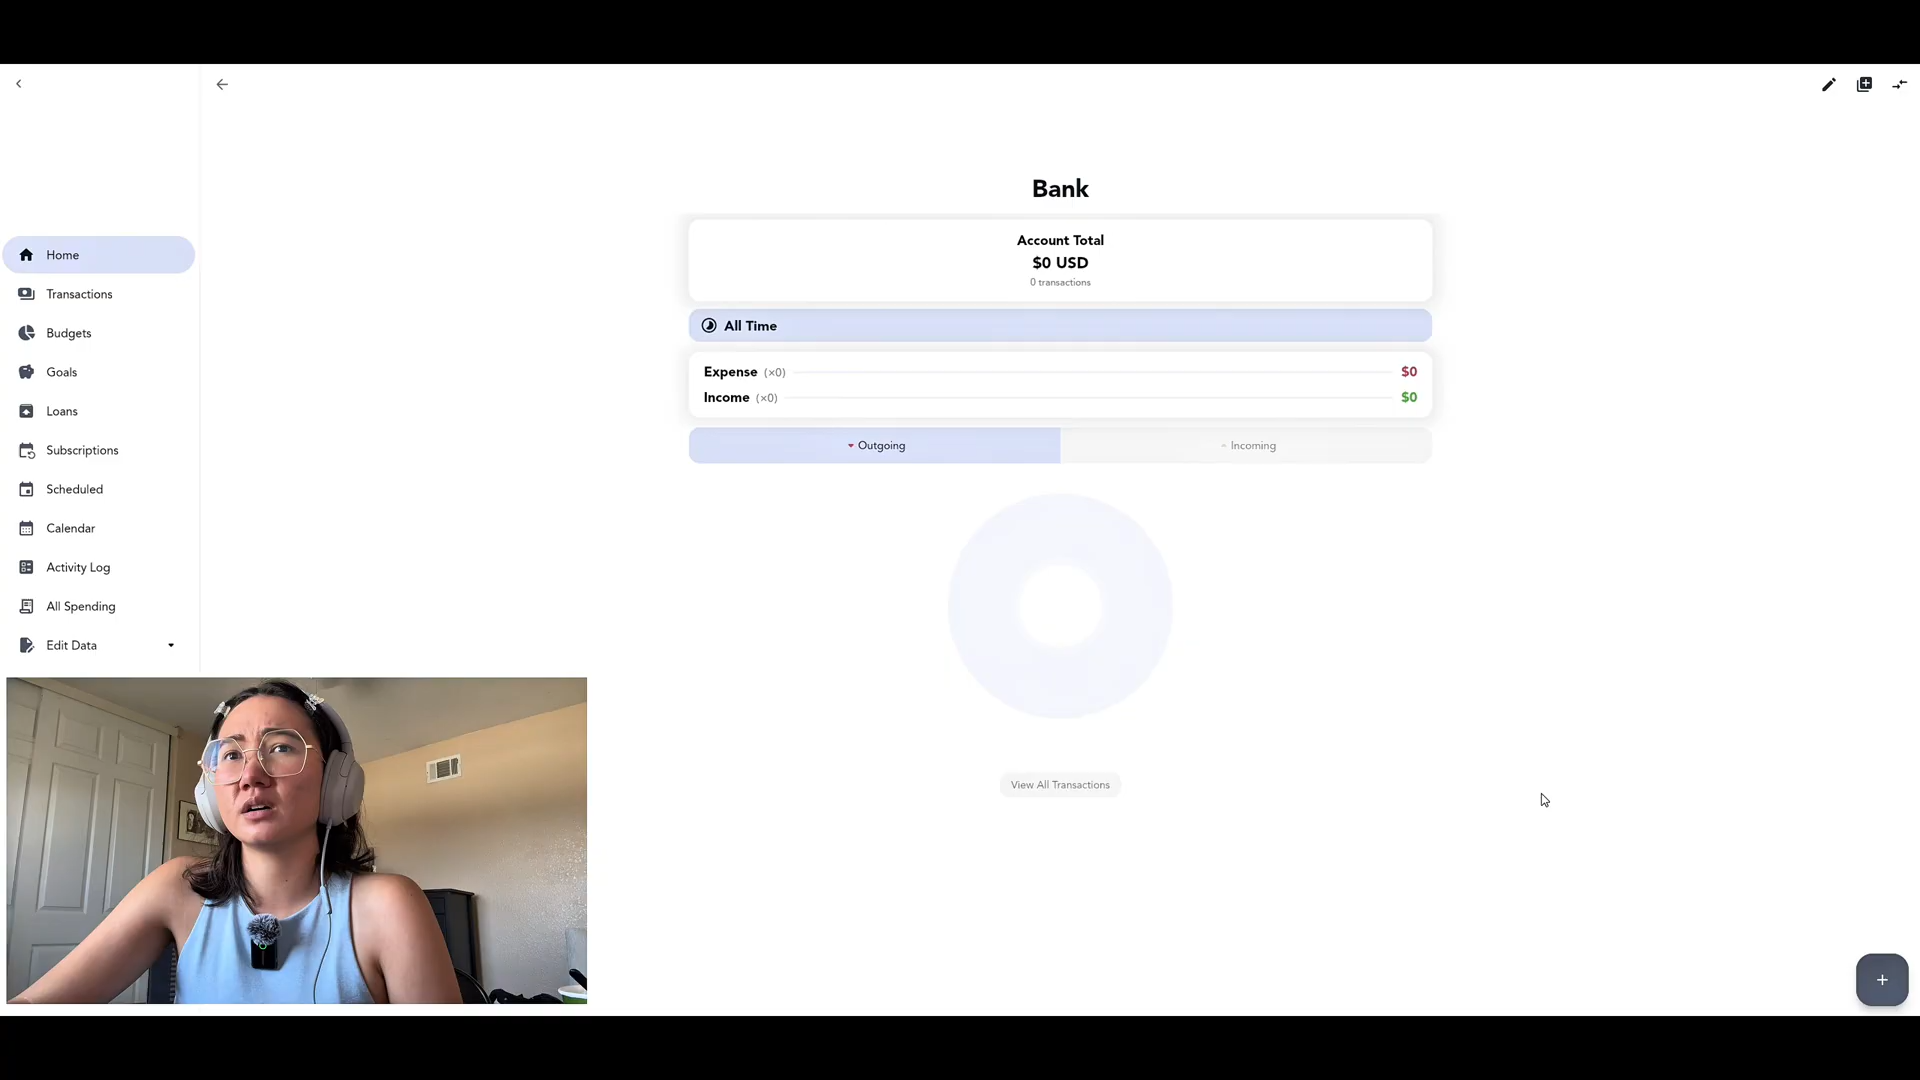 Home
Transactions
Budgets
Goals
Loans
Subscriptions
Scheduled
Calendar
Activity Log
All Spending
Edit Data
Bank
Account Total
$0 USD
0 transactions
All Time
Expense (×0) $0
Income (×0) $0
Outgoing
Incoming
View All Transactions